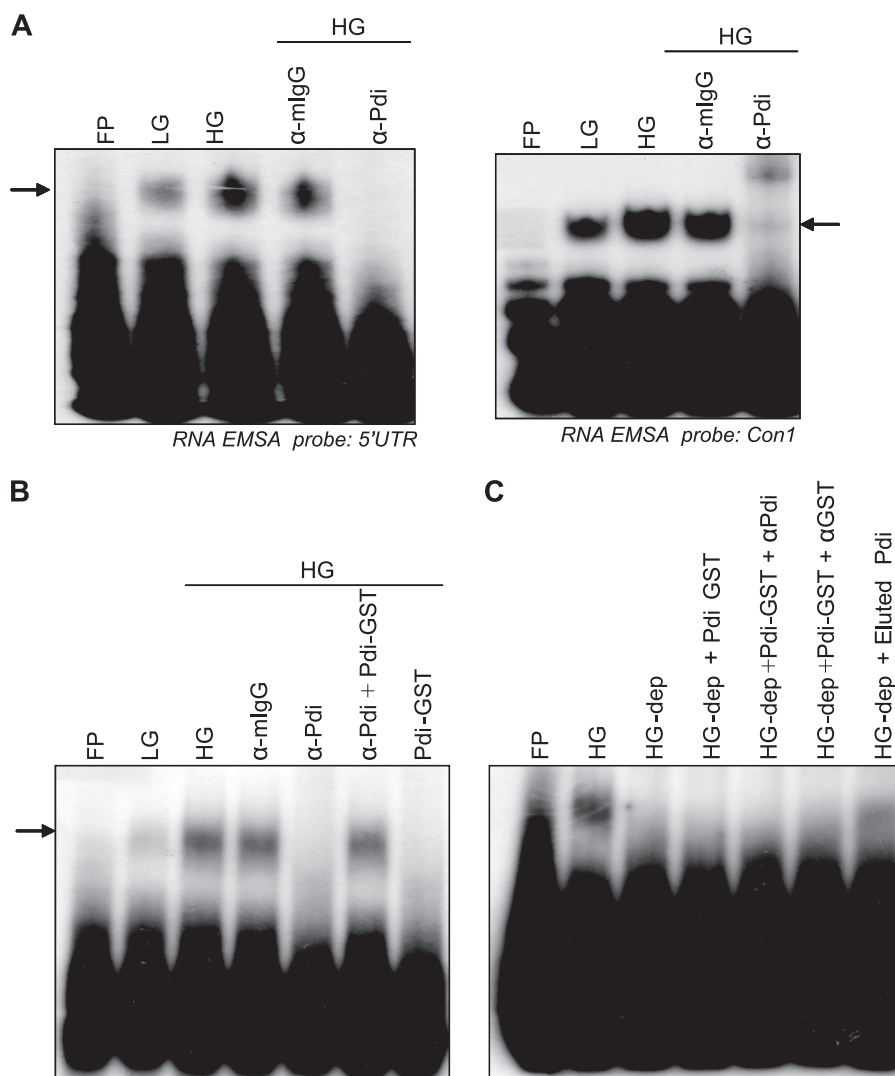 A
HG
FP
LG
HG
α-mIgG
α-Pdi
RNA EMSA probe: 5'UTR
HG
FP
LG
HG
α-mIgG
α-Pdi
RNA EMSA probe: Con1
B
HG
FP
LG
HG
α-mIgG
α-Pdi
α-Pdi + Pdi-GST
Pdi-GST
C
FP
HG
HG-dep
HG-dep + Pdi GST
HG-dep+Pdi-GST + αPdi
HG-dep+Pdi-GST + αGST
HG-dep + Eluted Pdi